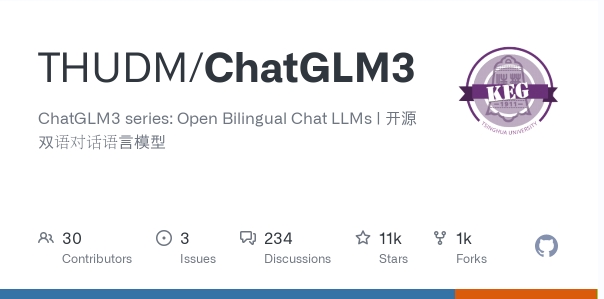 THUDM/ChatGLM3
ChatGLM3 series: Open Bilingual Chat LLMs | 开源
双语对话语言模型
KEG
1911
TSINGHUA UNIVERSITY
30
Contributors
3
Issues
234
Discussions
11k
Stars
1k
Forks